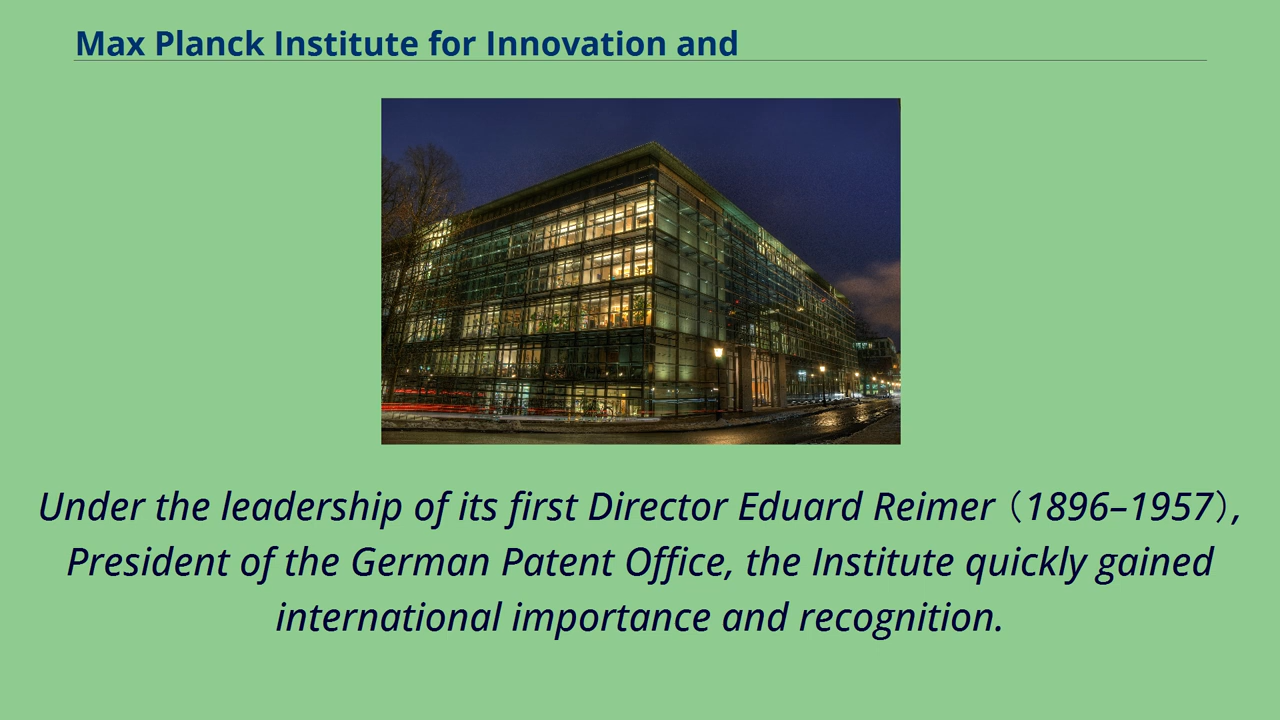 Max Planck Institute for Innovation and
Under the leadership of its first Director Eduard Reimer（1896–1957）,
President of the German Patent Office, the Institute quickly gained
international importance and recognition.